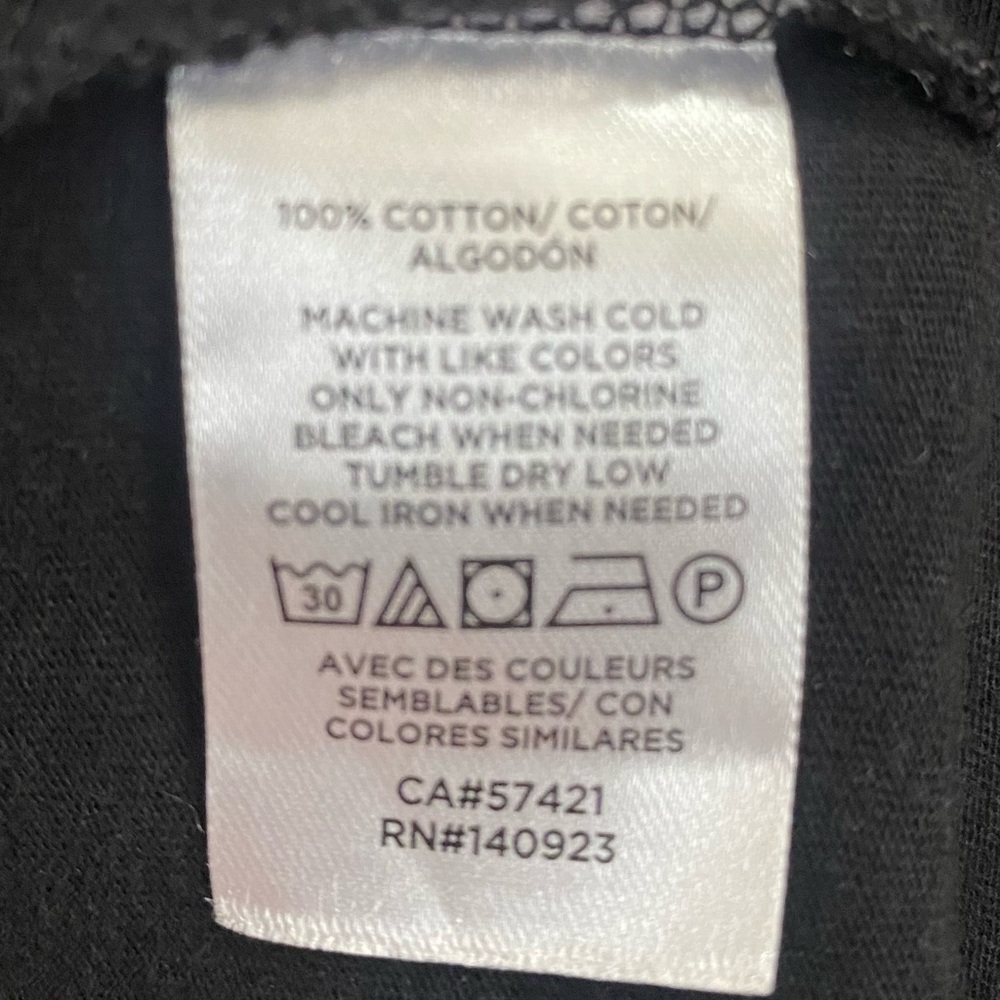 100% COTTON/ COTON/
ALGODÓN
MACHINE WASH COLD
WITH LIKE COLORS
ONLY NON-CHLORINE
BLEACH WHEN NEEDED
TUMBLE DRY LOW
COOL IRON WHEN NEEDED
30 P
AVEC DES COULEURS
SEMBLABLES/ CON
COLORES SIMILARES
CA#57421
RN#140923